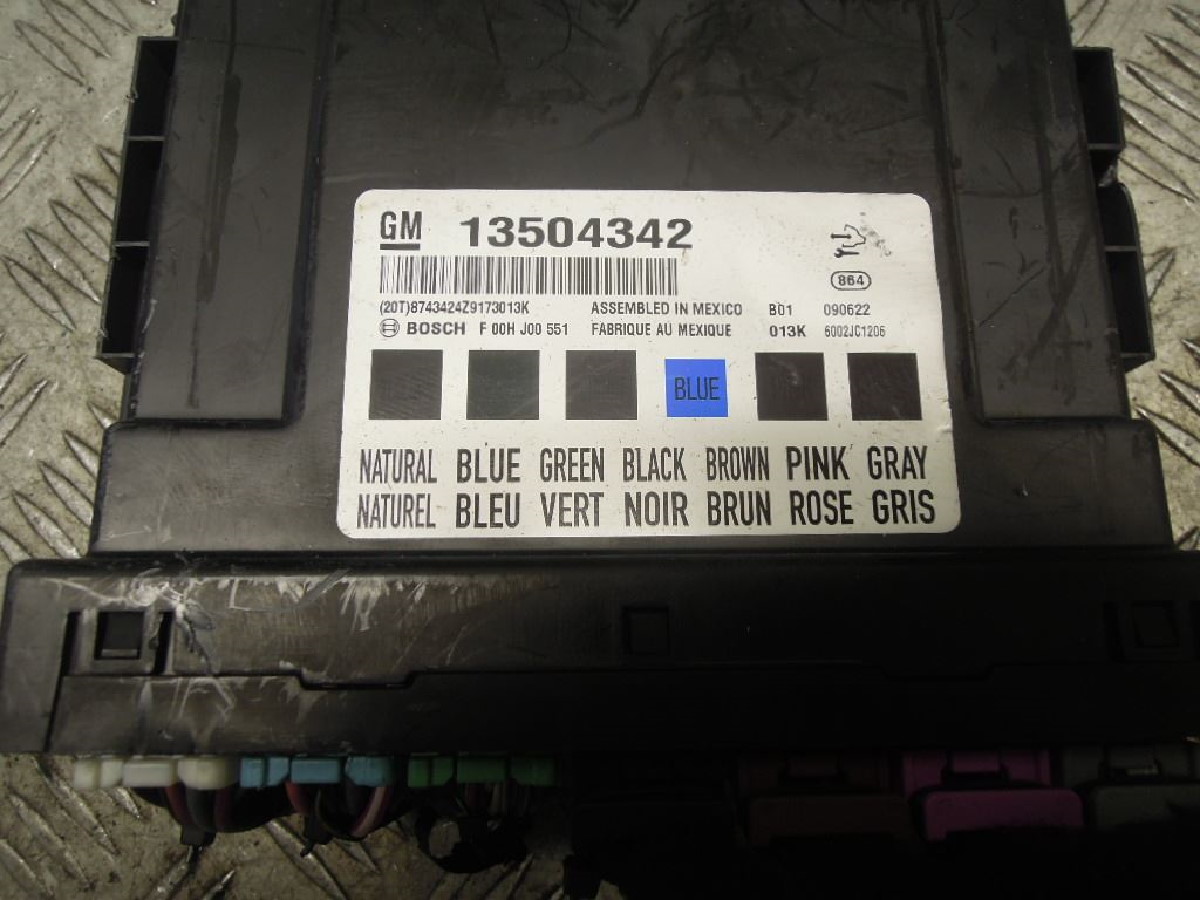 GM 13504342
864
(20T)8743424Z9173013K ASSEMBLED IN MEXICO B01 090622
BOSCH F 00H J00 551 FABRIQUE AU MEXIQUE 013K 6002JC1206
BLUE
NATURAL BLUE GREEN BLACK BROWN PINK GRAY
NATUREL BLEU VERT NOIR BRUN ROSE GRIS